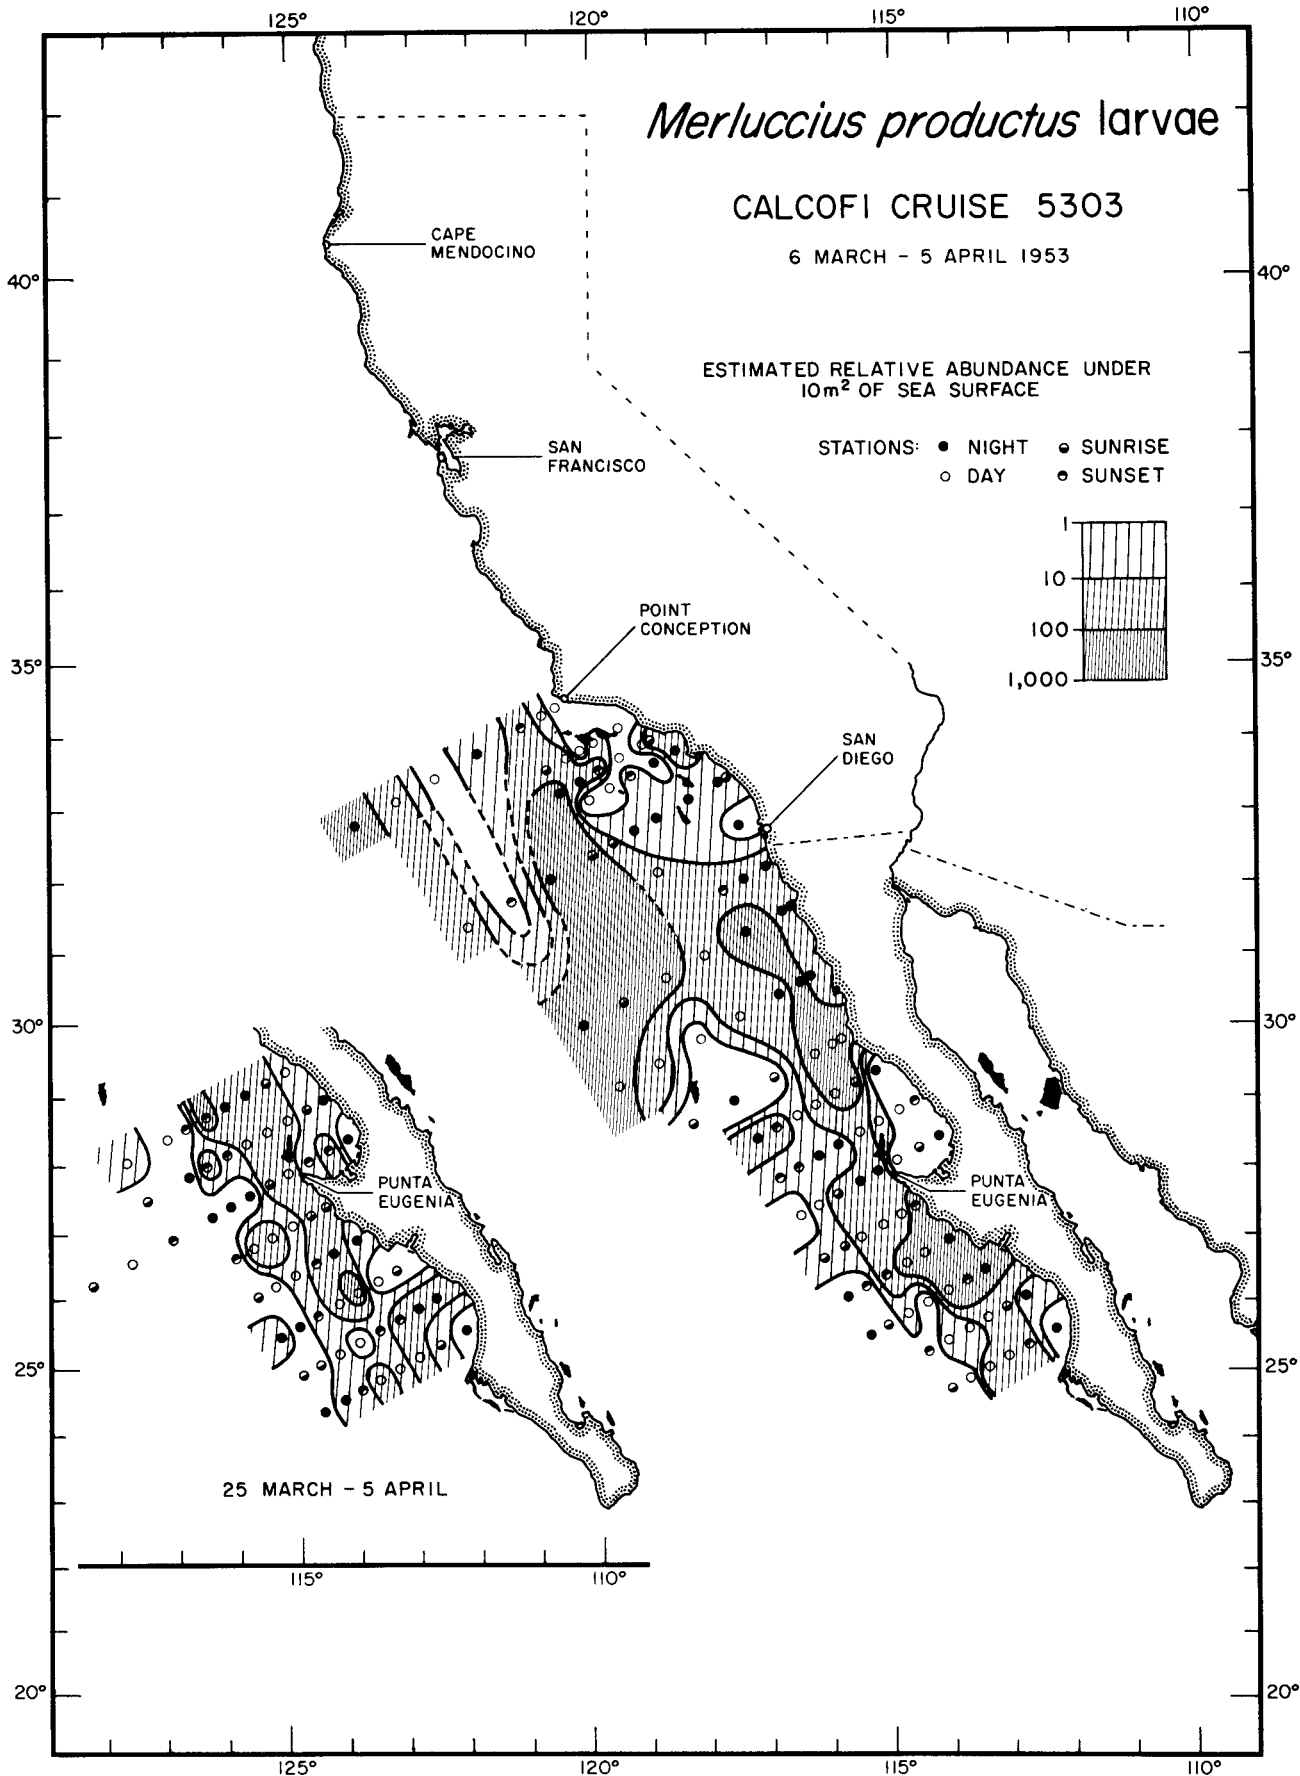 125°
120°
115°
110°
Merluccius productus larvae
CALCOFI CRUISE 5303
6 MARCH - 5 APRIL 1953
CAPE
MENDOCINO
40°
40°
ESTIMATED RELATIVE ABUNDANCE UNDER
10m² OF SEA SURFACE
STATIONS: ● NIGHT ◒ SUNRISE
○ DAY ◓ SUNSET
SAN
FRANCISCO
1
10
100
1,000
POINT
CONCEPTION
35°
35°
SAN
DIEGO
30°
30°
PUNTA
EUGENIA
PUNTA
EUGENIA
25°
25°
25 MARCH - 5 APRIL
115°
110°
20°
20°
125°
120°
115°
110°